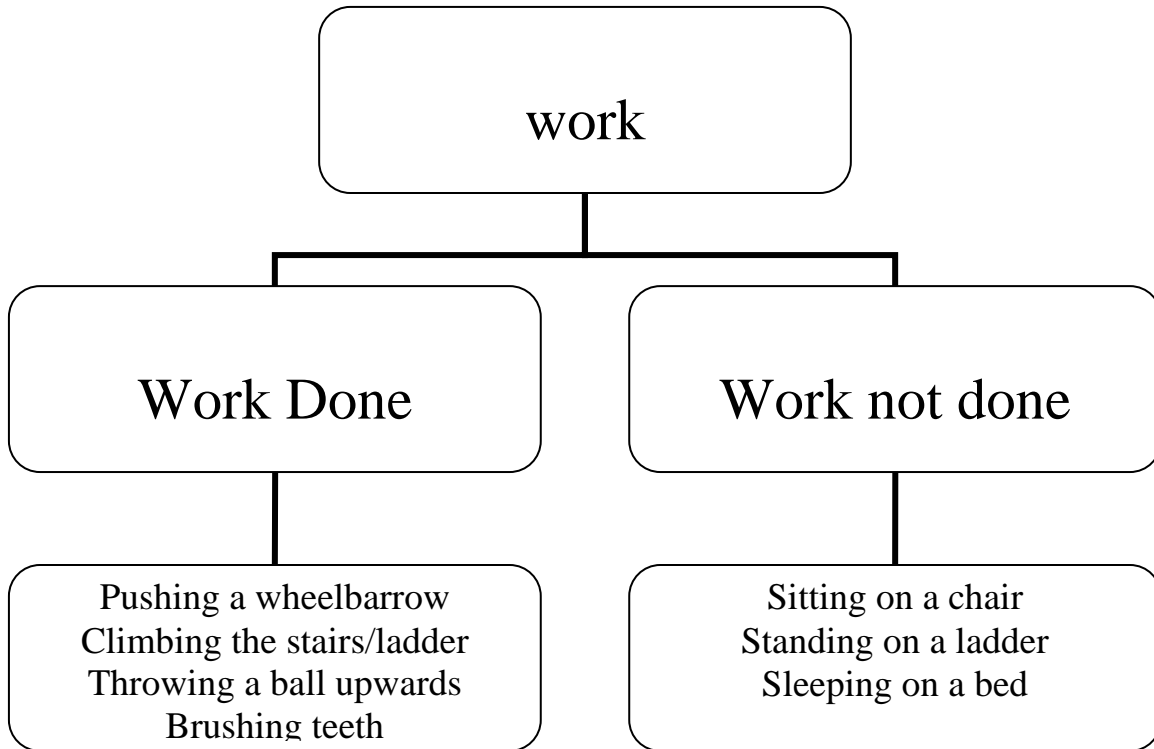 work
Work Done
Work not done
Pushing a wheelbarrow
Climbing the stairs/ladder
Throwing a ball upwards
Brushing teeth
Sitting on a chair
Standing on a ladder
Sleeping on a bed